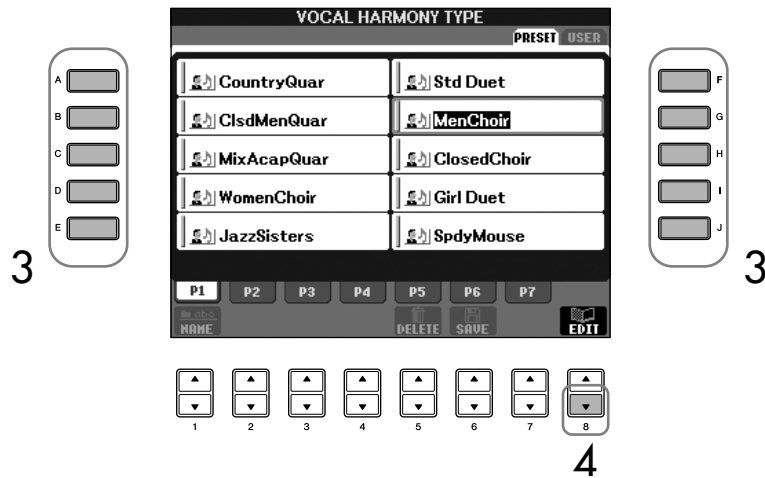 VOCAL HARMONY TYPE
PRESET USER
A CountryQuar Std Duet F
B ClsdMenQuar MenChoir G
C MixAcapQuar ClosedChoir H
D WomenChoir Girl Duet I
E JazzSisters SpdyMouse J
3 3
P1 P2 P3 P4 P5 P6 P7
abc
NAME DELETE SAVE EDIT
1 2 3 4 5 6 7 8
4